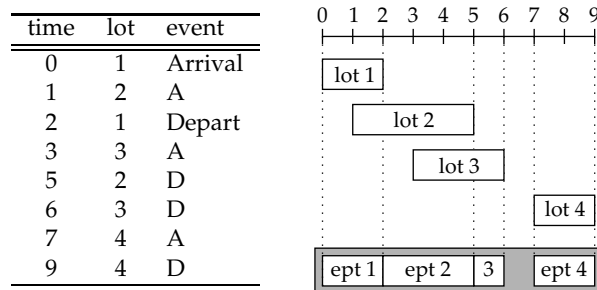 time lot event
0 1 Arrival
1 2 A
2 1 Depart
3 3 A
5 2 D
6 3 D
7 4 A
9 4 D
0 1 2 3 4 5 6 7 8 9
lot 1
lot 2
lot 3
lot 4
ept 1 ept 2 3 ept 4